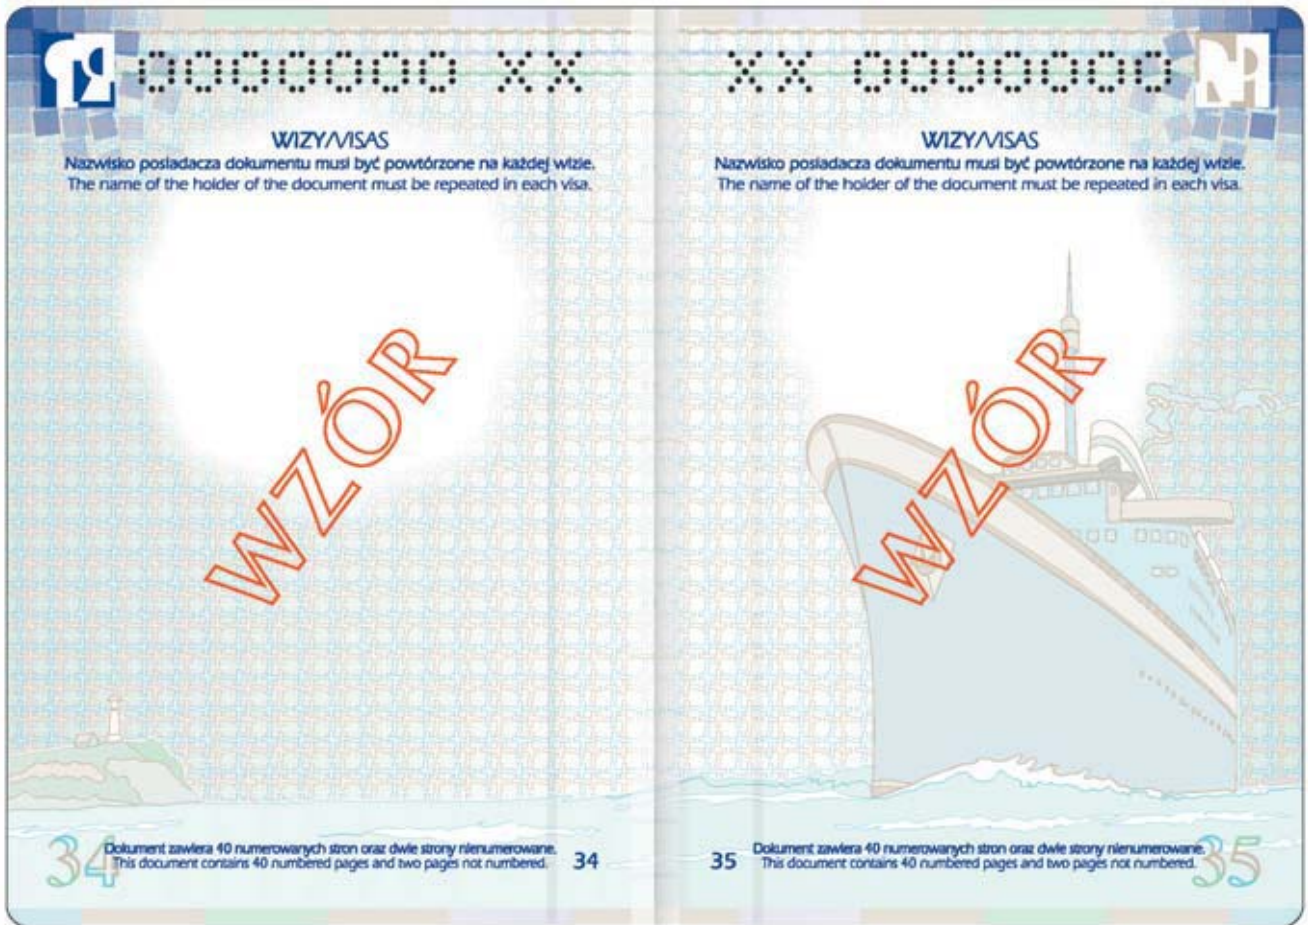 0000000 XX
WIZY/VISAS
Nazwisko posiadacza dokumentu musi być powtórzone na każdej wizie.
The name of the holder of the document must be repeated in each visa.
WZÓR
34
Dokument zawiera 40 numerowanych stron oraz dwie strony nienumerowane.
This document contains 40 numbered pages and two pages not numbered.
34
XX 0000000
WIZY/VISAS
Nazwisko posiadacza dokumentu musi być powtórzone na każdej wizie.
The name of the holder of the document must be repeated in each visa.
WZÓR
35
Dokument zawiera 40 numerowanych stron oraz dwie strony nienumerowane.
This document contains 40 numbered pages and two pages not numbered.
35